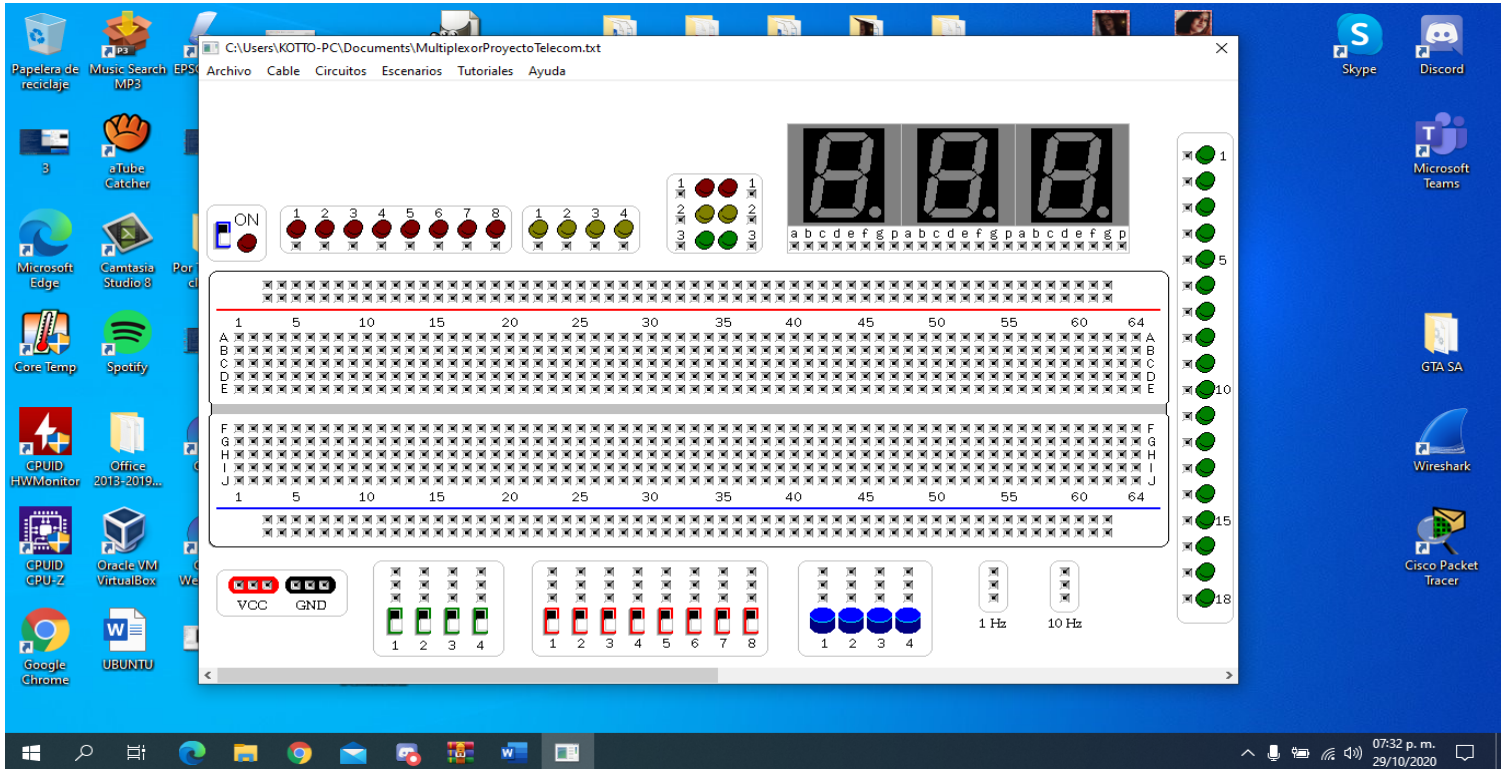 Papelera de
reciclaje
P3
Music Search
MP3
3
aTube
Catcher
Microsoft
Edge
Camtasia
Studio 8
Core Temp
Spotify
CPUID
HWMonitor
Office
2013-2019...
CPUID
CPU-Z
Oracle VM
VirtualBox
Google
Chrome
UBUNTU
C:\Users\KOTTO-PC\Documents\MultiplexorProyectoTelecom.txt
Archivo Cable Circuitos Escenarios Tutoriales Ayuda
ON
1 2 3 4 5 6 7 8
1 2 3 4
1 1
2 2
3 3
a b c d e f g p a b c d e f g p a b c d e f g p
1 5 10 15 20 25 30 35 40 45 50 55 60 64
A A
B B
C C
D D
E E
F F
G G
H H
I I
J J
1 5 10 15 20 25 30 35 40 45 50 55 60 64
VCC GND
1 2 3 4
1 2 3 4 5 6 7 8
1 2 3 4
1 Hz
10 Hz
1
5
10
15
18
Skype
Discord
Microsoft
Teams
GTA SA
Wireshark
Cisco Packet
Tracer
07:32 p. m.
29/10/2020